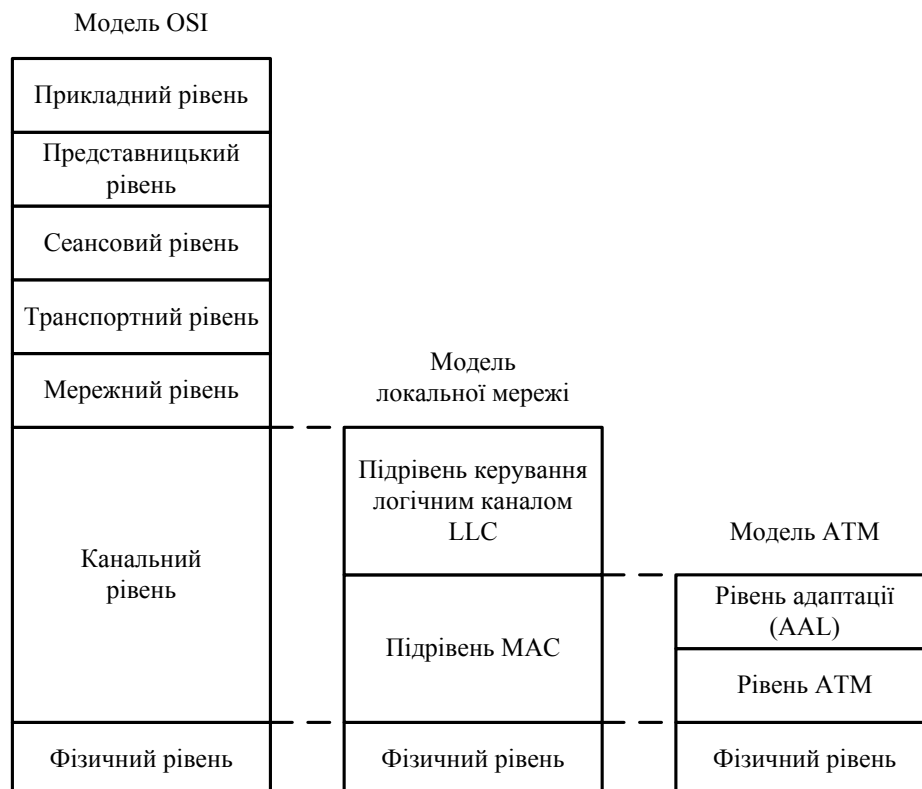 Модель OSI
Прикладний рівень
Представницький
рівень
Сеансовий рівень
Транспортний рівень
Мережний рівень
Канальний
рівень
Фізичний рівень
Модель
локальної мережі
Підрівень керування
логічним каналом
LLC
Підрівень MAC
Фізичний рівень
Модель ATM
Рівень адаптації
(AAL)
Рівень ATM
Фізичний рівень